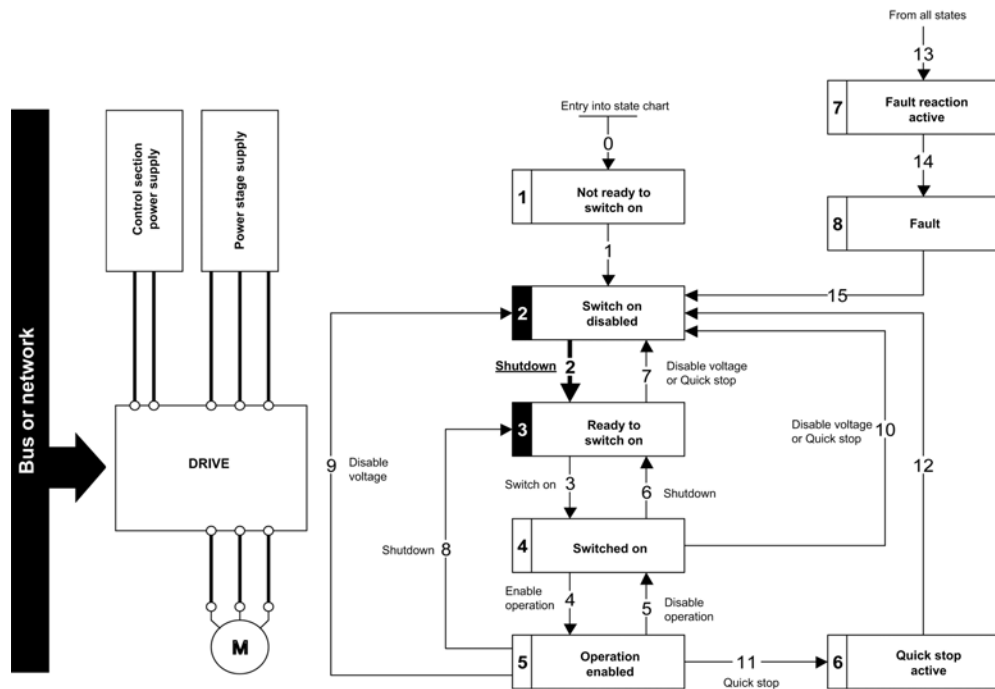 From all states
13
7
Fault reaction
active
14
8
Fault
15
Entry into state chart
0
1
Not ready to
switch on
1
2
Switch on
disabled
Shutdown
2
7
Disable voltage
or Quick stop
3
Ready to
switch on
Switch on
3
6
Shutdown
4
Switched on
Enable
operation
4
5
Disable
operation
5
Operation
enabled
11
Quick stop
6
Quick stop
active
12
Disable voltage
or Quick stop
10
9
Disable
voltage
Shutdown
8
Bus or network
Control section
power supply
Power stage supply
DRIVE
M